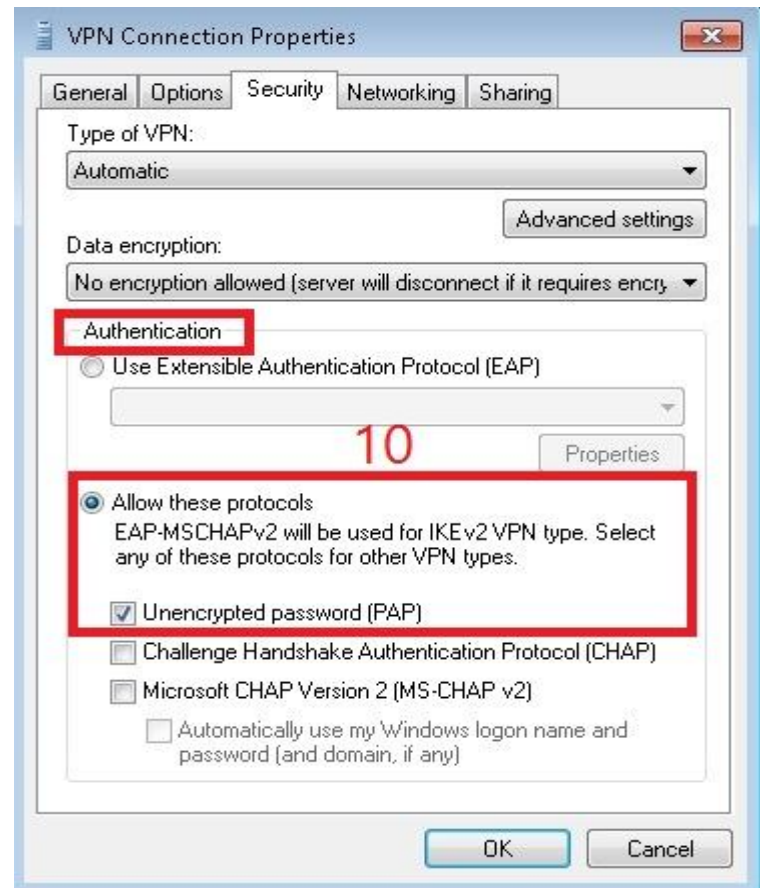 VPN Connection Properties
General Options Security Networking Sharing
Type of VPN:
Automatic
Advanced settings
Data encryption:
No encryption allowed (server will disconnect if it requires encry
Authentication
Use Extensible Authentication Protocol (EAP)
10
Properties
Allow these protocols
EAP-MSCHAPv2 will be used for IKEv2 VPN type. Select
any of these protocols for other VPN types.
Unencrypted password (PAP)
Challenge Handshake Authentication Protocol (CHAP)
Microsoft CHAP Version 2 (MS-CHAP v2)
Automatically use my Windows logon name and
password (and domain, if any)
OK Cancel